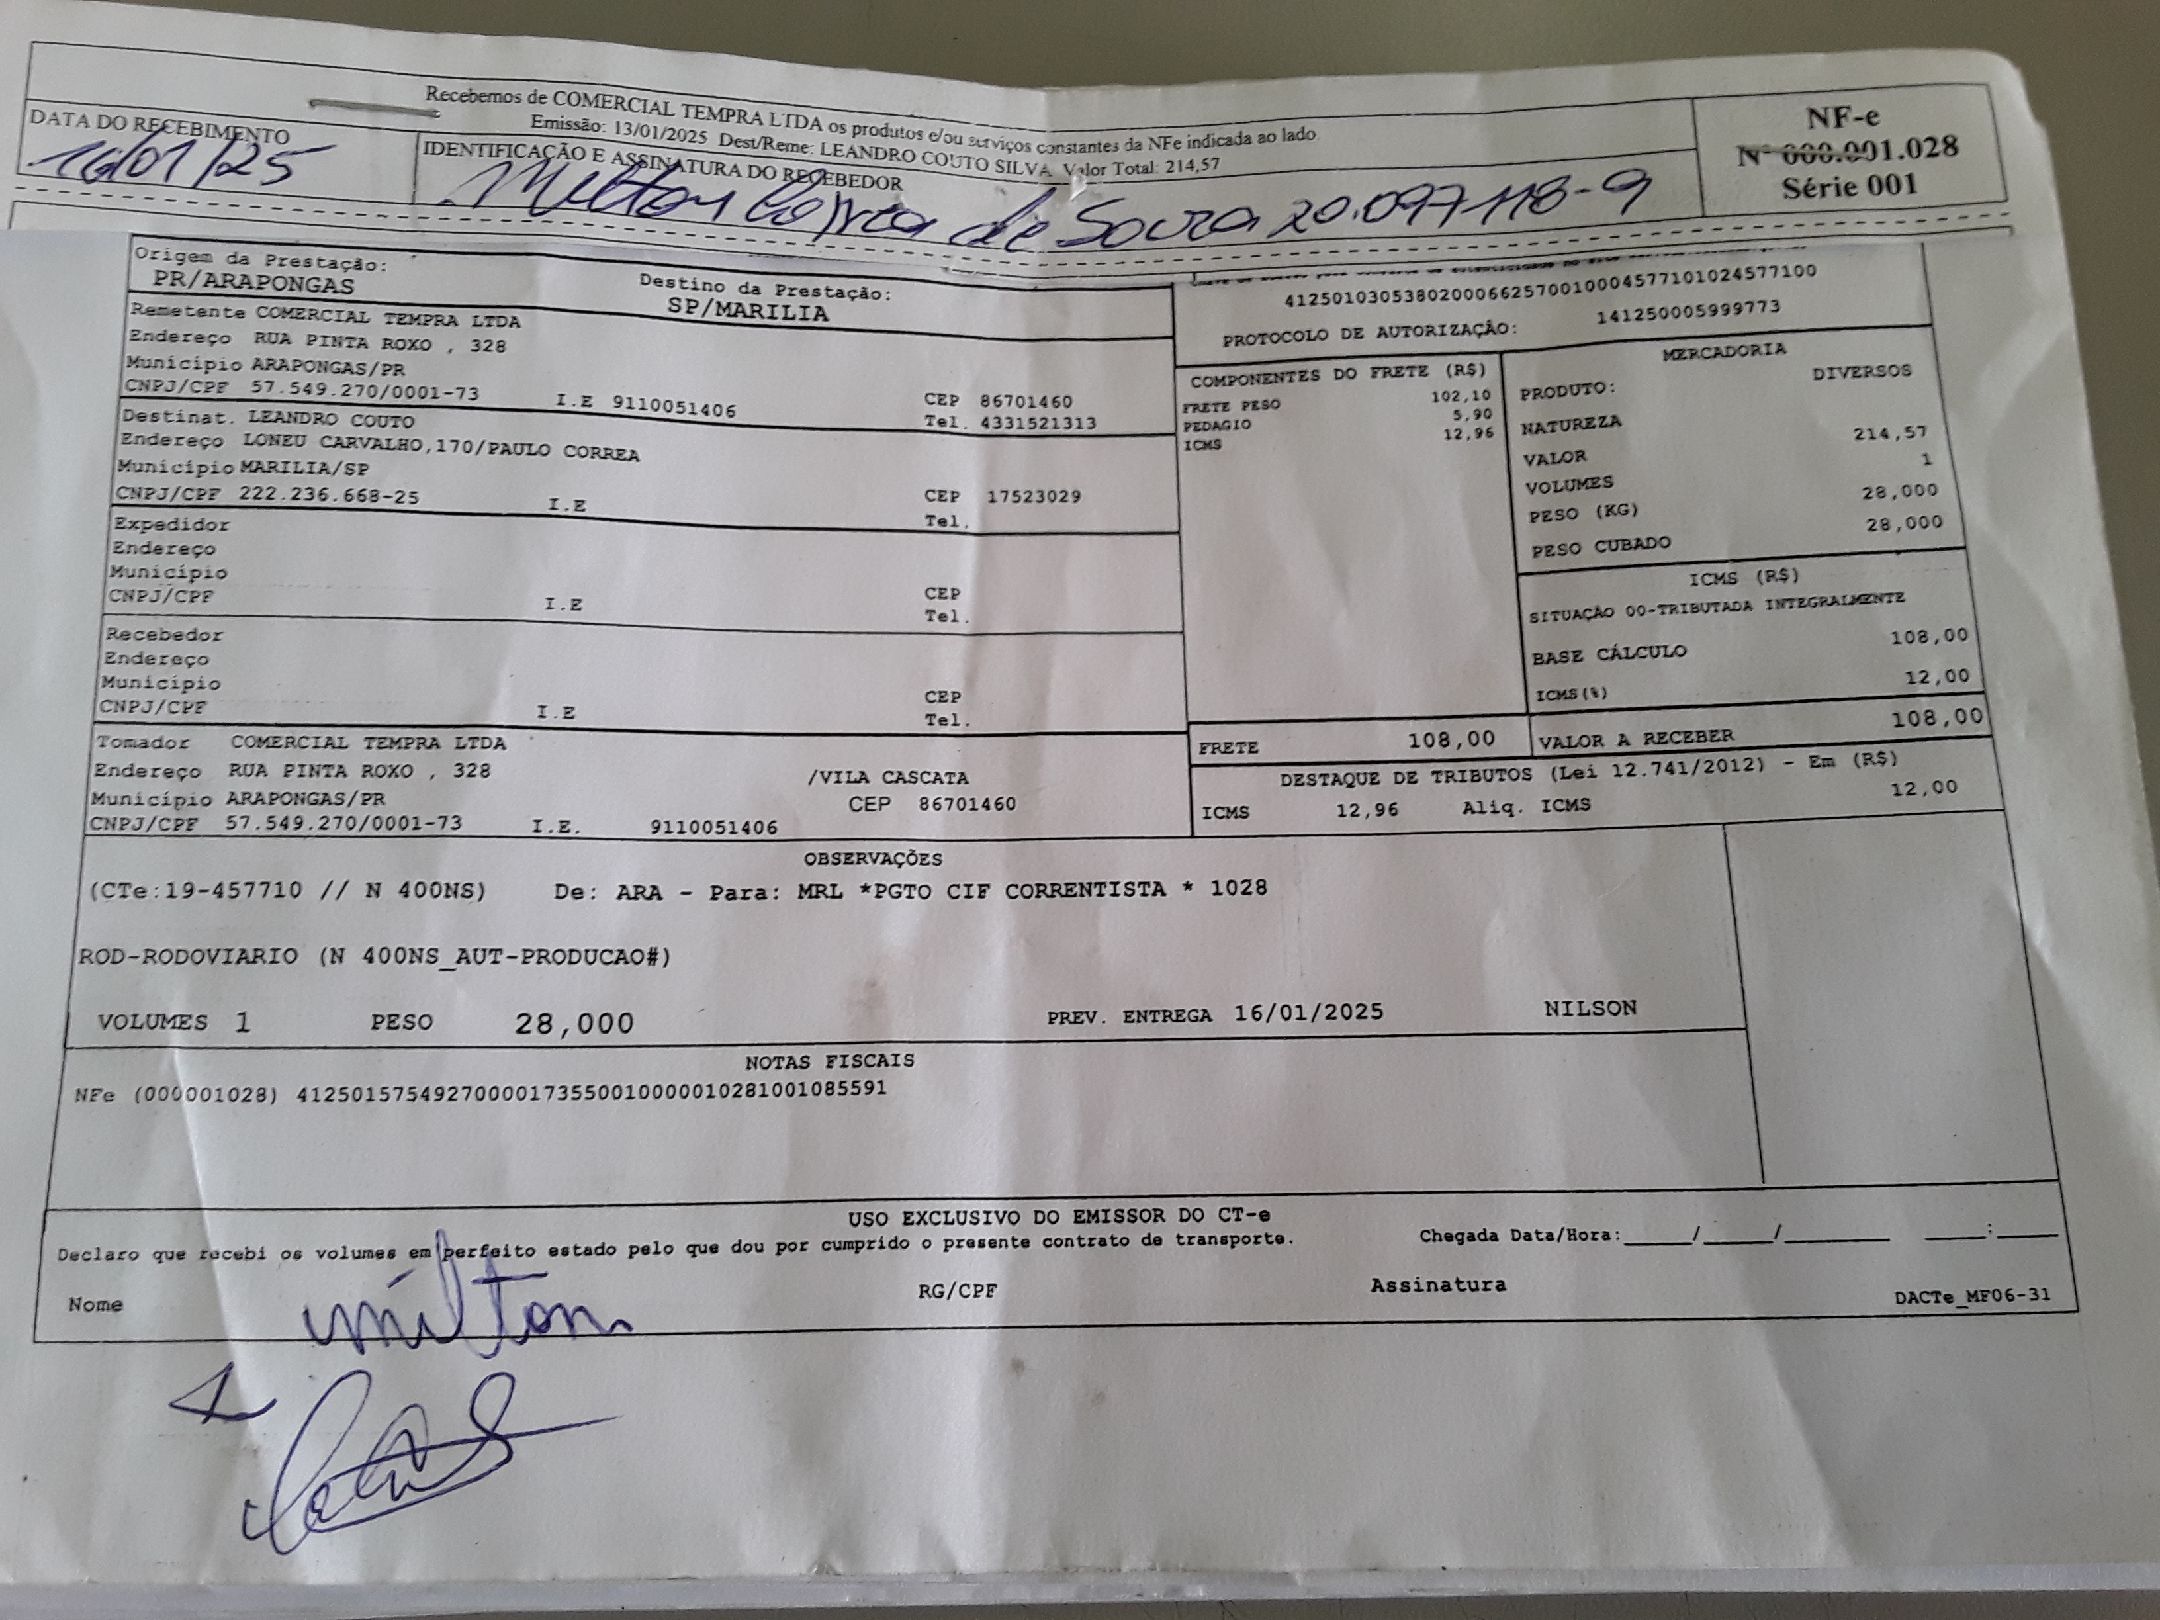 Recebemos de COMERCIAL TEMPRA LTDA os produtos e/ou serviços constantes da NFe indicada ao lado
Emissão: 13/01/2025 Dest/Reme: LEANDRO COUTO SILVA Valor Total: 214,57
NF-e
Nº 000.001.028
Série 001
DATA DO RECEBIMENTO
16/01/25
IDENTIFICAÇÃO E ASSINATURA DO RECEBEDOR
Milton Correa de Souza 20.097118-9
Origem da Prestação:
PR/ARAPONGAS
Destino da Prestação:
SP/MARILIA
41250103053802000662570010004577101024577100
PROTOCOLO DE AUTORIZAÇÃO: 141250005999773
Remetente COMERCIAL TEMPRA LTDA
Endereço RUA PINTA ROXO , 328
Município ARAPONGAS/PR
CNPJ/CPF 57.549.270/0001-73 I.E 9110051406
CEP 86701460
Tel. 4331521313
Destinat. LEANDRO COUTO
Endereço LONEU CARVALHO,170/PAULO CORREA
Município MARILIA/SP
CNPJ/CPF 222.236.668-25 I.E
CEP 17523029
Tel.
Expedidor
Endereço
Município
CNPJ/CPF I.E
CEP
Tel.
Recebedor
Endereço
Município
CNPJ/CPF I.E
CEP
Tel.
Tomador COMERCIAL TEMPRA LTDA
Endereço RUA PINTA ROXO , 328 /VILA CASCATA
Município ARAPONGAS/PR CEP 86701460
CNPJ/CPF 57.549.270/0001-73 I.E. 9110051406
COMPONENTES DO FRETE (R$)
FRETE PESO 102,10
PEDAGIO 5,90
ICMS 12,96
MERCADORIA
PRODUTO: DIVERSOS
NATUREZA
VALOR 214,57
VOLUMES 1
PESO (KG) 28,000
PESO CUBADO 28,000
ICMS (R$)
SITUAÇÃO 00-TRIBUTADA INTEGRALMENTE
BASE CÁLCULO 108,00
ICMS(%) 12,00
FRETE 108,00
VALOR A RECEBER 108,00
DESTAQUE DE TRIBUTOS (Lei 12.741/2012) - Em (R$)
ICMS 12,96 Aliq. ICMS 12,00
OBSERVAÇÕES
(CTe:19-457710 // N 400NS) De: ARA - Para: MRL *PGTO CIF CORRENTISTA * 1028
ROD-RODOVIARIO (N 400NS_AUT-PRODUCAO#)
VOLUMES 1 PESO 28,000 PREV. ENTREGA 16/01/2025 NILSON
NOTAS FISCAIS
NFe (000001028) 41250157549270000173550010000010281001085591
USO EXCLUSIVO DO EMISSOR DO CT-e
Declaro que recebi os volumes em perfeito estado pelo que dou por cumprido o presente contrato de transporte.
Chegada Data/Hora:_____/_____/________ ____:____
Nome milton
RG/CPF
Assinatura
DACTe_MF06-31